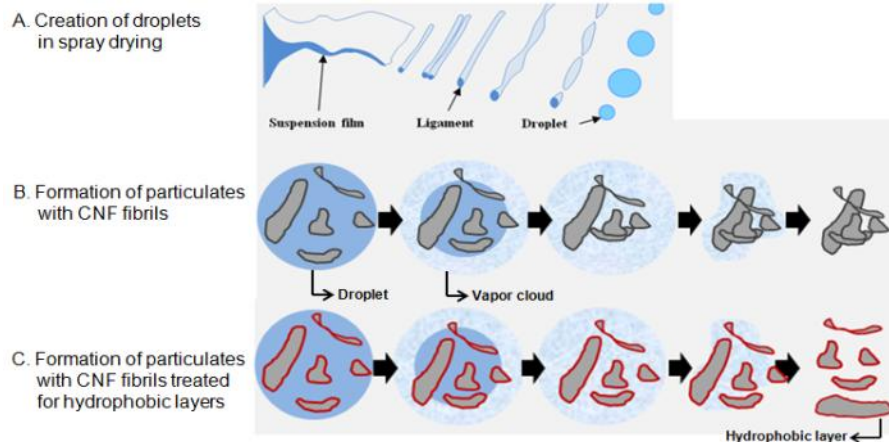 A. Creation of droplets
in spray drying
Suspension film
Ligament
Droplet
B. Formation of particulates
with CNF fibrils
Droplet
Vapor cloud
C. Formation of particulates
with CNF fibrils treated
for hydrophobic layers
Hydrophobic layer